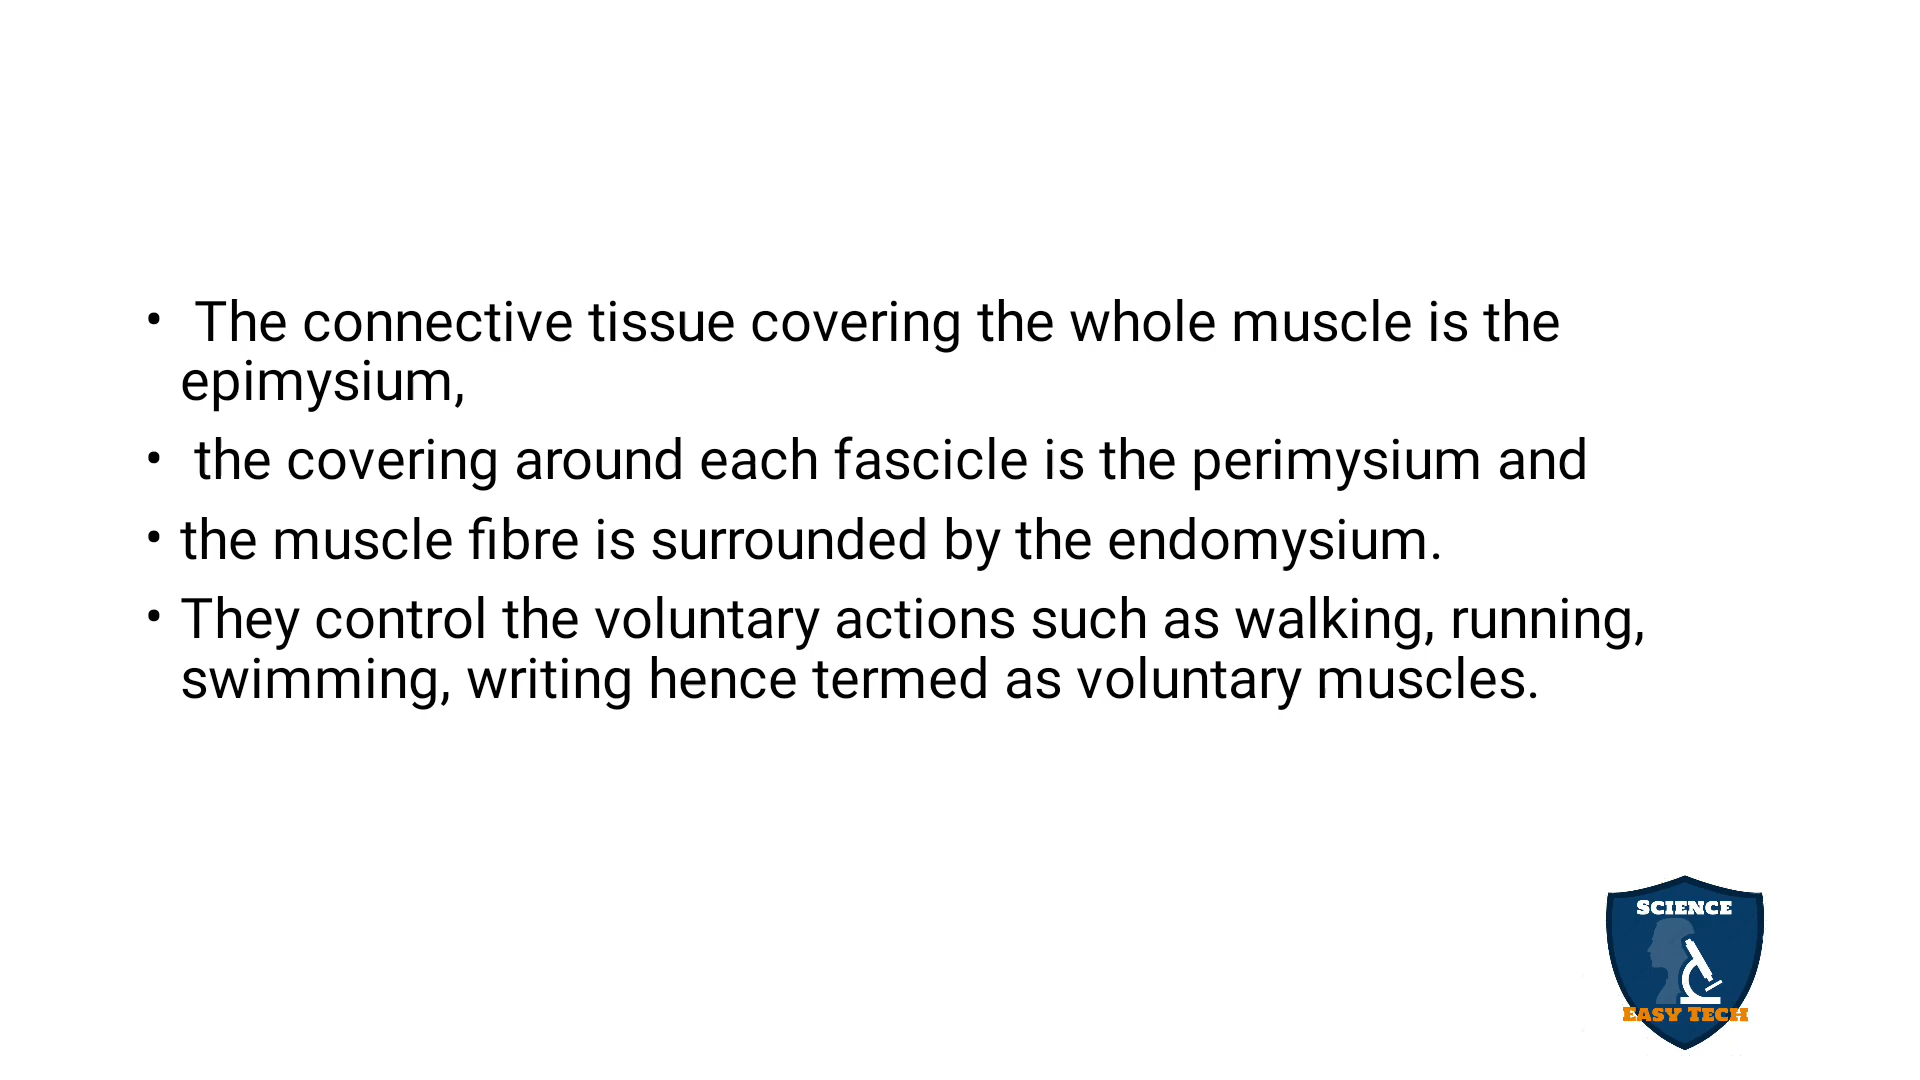 • The connective tissue covering the whole muscle is the
epimysium,
• the covering around each fascicle is the perimysium and
• the muscle fibre is surrounded by the endomysium.
• They control the voluntary actions such as walking, running,
swimming, writing hence termed as voluntary muscles.
SCIENCE
EASY TECH